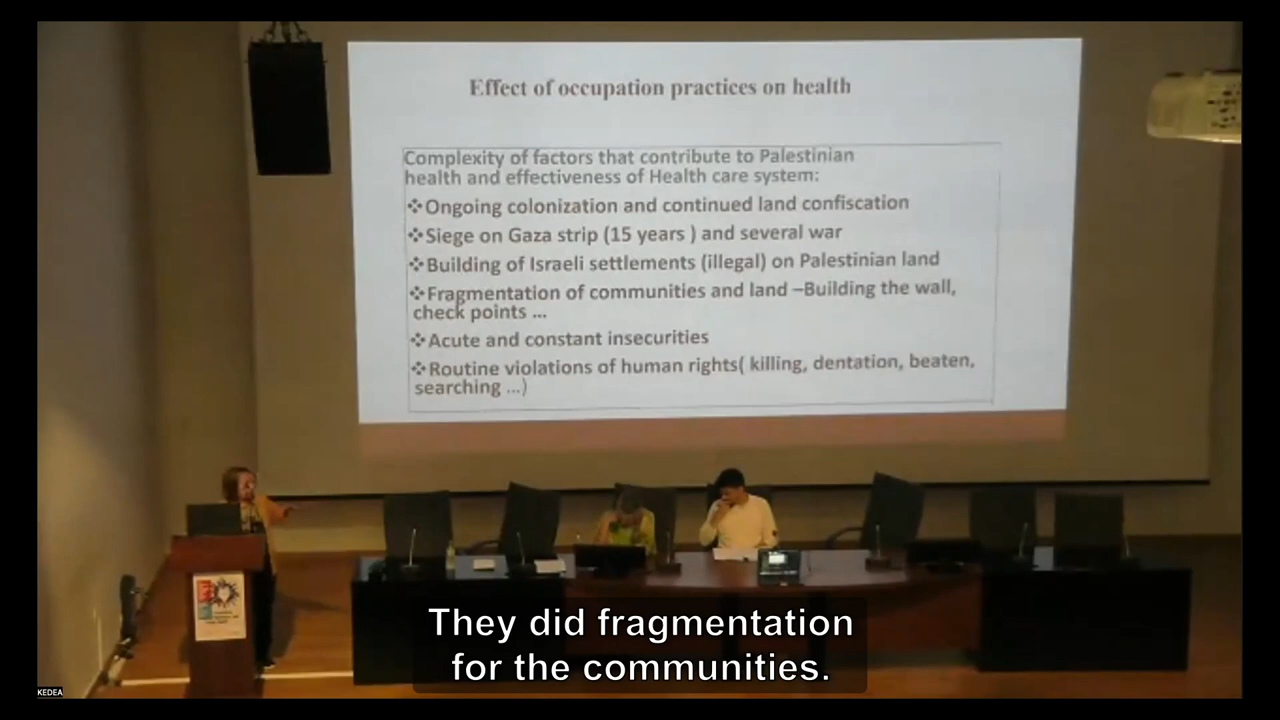 Effect of occupation practices on health
Complexity of factors that contribute to Palestinian
health and effectiveness of Health care system:
❖Ongoing colonization and continued land confiscation
❖Siege on Gaza strip (15 years ) and several war
❖Building of Israeli settlements (illegal) on Palestinian land
❖Fragmentation of communities and land –Building the wall,
check points ...
❖Acute and constant insecurities
❖Routine violations of human rights( killing, dentation, beaten,
searching ...)
They did fragmentation
for the communities.
KEDEA